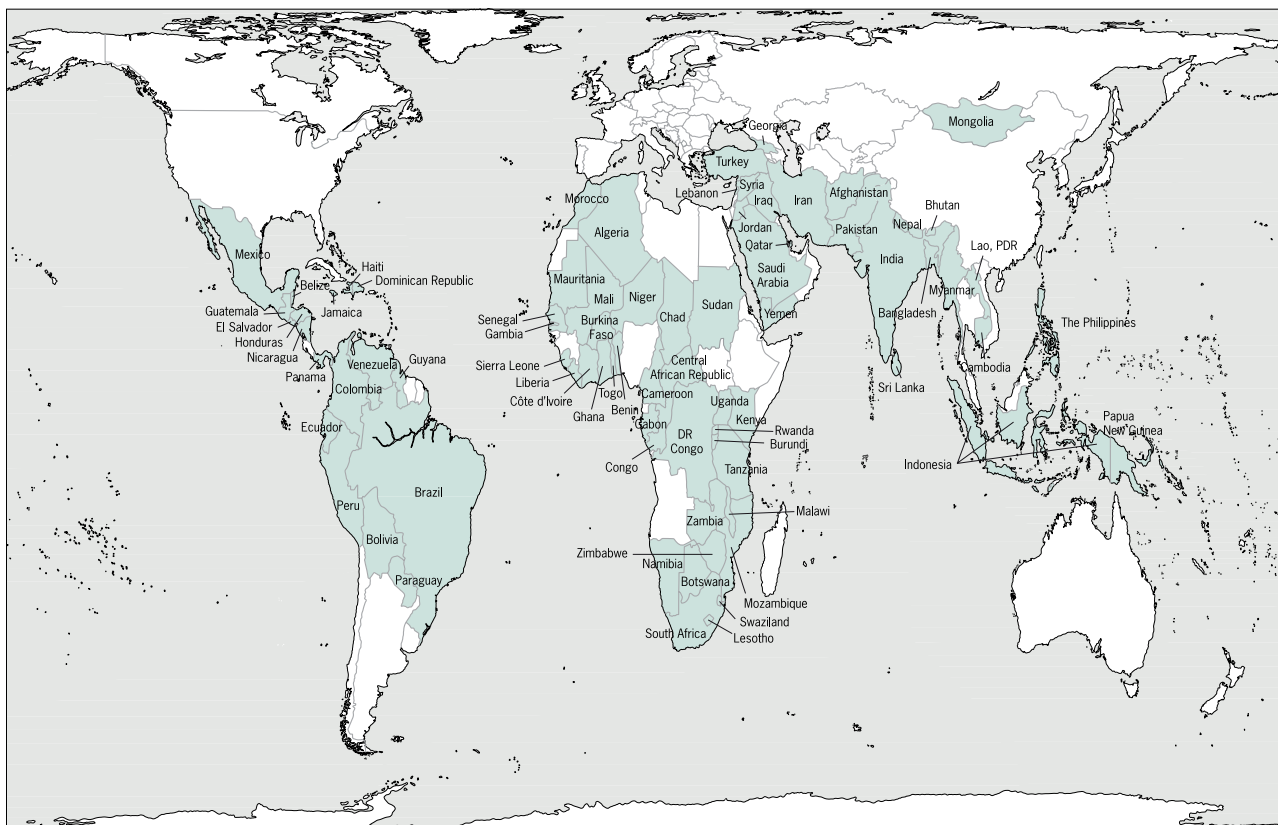 Mongolia
Georgia
Turkey
Lebanon
Syria
Iraq
Iran
Afghanistan
Jordan
Pakistan
Nepal
Bhutan
Qatar
India
Lao, PDR
Saudi
Arabia
Myanmar
Bangladesh
Yemen
The Philippines
Sri Lanka
Cambodia
Papua
New Guinea
Indonesia
Morocco
Algeria
Mauritania
Mali
Niger
Chad
Sudan
Senegal
Gambia
Burkina
Faso
Sierra Leone
Liberia
Côte d'Ivoire
Ghana
Togo
Benin
Central
African Republic
Cameroon
Uganda
Kenya
Gabon
Rwanda
Burundi
DR
Congo
Congo
Tanzania
Malawi
Zambia
Zimbabwe
Namibia
Botswana
Mozambique
Swaziland
Lesotho
South Africa
Mexico
Haiti
Dominican Republic
Belize
Jamaica
Guatemala
El Salvador
Honduras
Nicaragua
Panama
Venezuela
Guyana
Colombia
Ecuador
Peru
Brazil
Bolivia
Paraguay